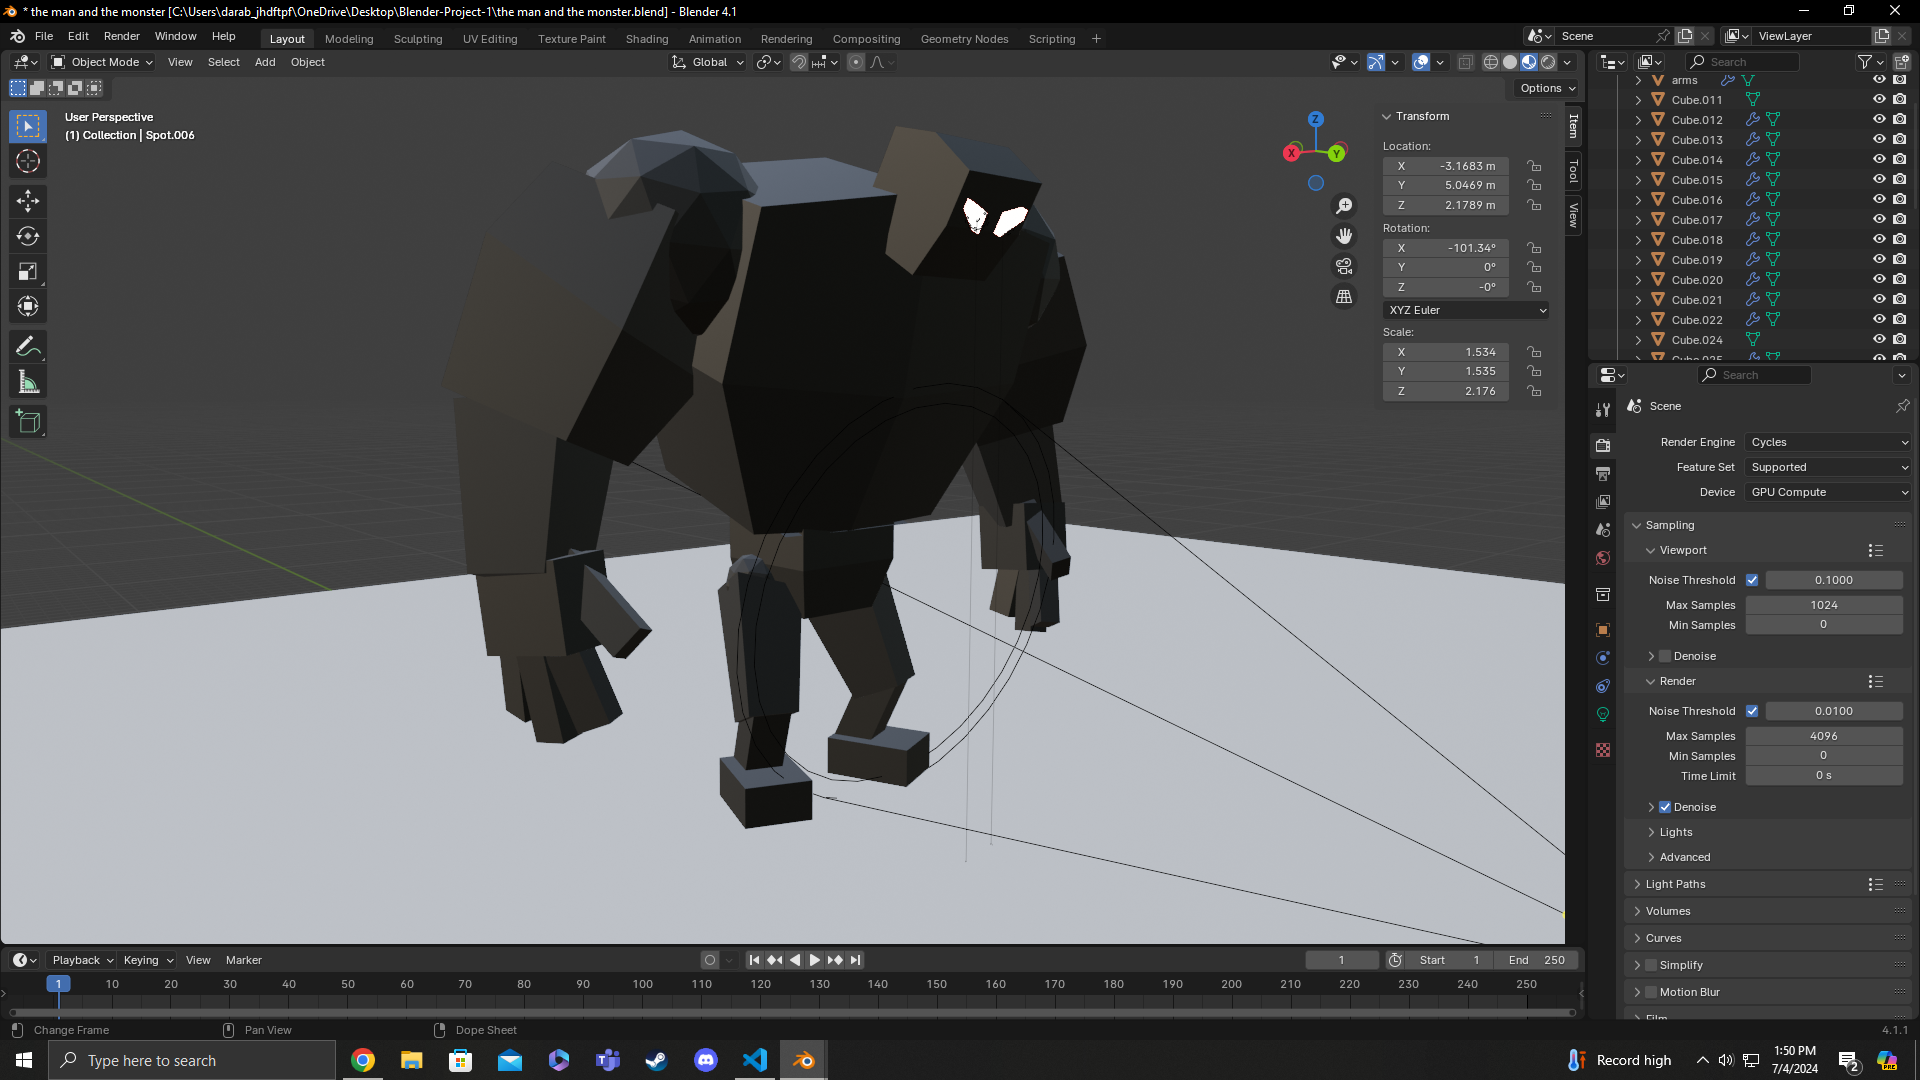 * the man and the monster [C:\Users\darab_jhdftpf\OneDrive\Desktop\Blender-Project-1\the man and the monster.blend] - Blender 4.1
File Edit Render Window Help
Layout Modeling Sculpting UV Editing Texture Paint Shading Animation Rendering Compositing Geometry Nodes Scripting +
Scene
ViewLayer
Object Mode View Select Add Object
Global
Search
Options
User Perspective
(1) Collection | Spot.006
Z
X
Y
Item
Tool
View
Transform
Location:
X -3.1683 m
Y 5.0469 m
Z 2.1789 m
Rotation:
X -101.34°
Y 0°
Z -0°
XYZ Euler
Scale:
X 1.534
Y 1.535
Z 2.176
arms
Cube.011
Cube.012
Cube.013
Cube.014
Cube.015
Cube.016
Cube.017
Cube.018
Cube.019
Cube.020
Cube.021
Cube.022
Cube.024
Cube.025
Search
Scene
Render Engine Cycles
Feature Set Supported
Device GPU Compute
Sampling
Viewport
Noise Threshold 0.1000
Max Samples 1024
Min Samples 0
Denoise
Render
Noise Threshold 0.0100
Max Samples 4096
Min Samples 0
Time Limit 0 s
Denoise
Lights
Advanced
Light Paths
Volumes
Curves
Simplify
Motion Blur
Film
Playback Keying View Marker
1 Start 1 End 250
1 10 20 30 40 50 60 70 80 90 100 110 120 130 140 150 160 170 180 190 200 210 220 230 240 250
Change Frame Pan View Dope Sheet
4.1.1
Type here to search
Record high
1:50 PM
7/4/2024
2
PRE